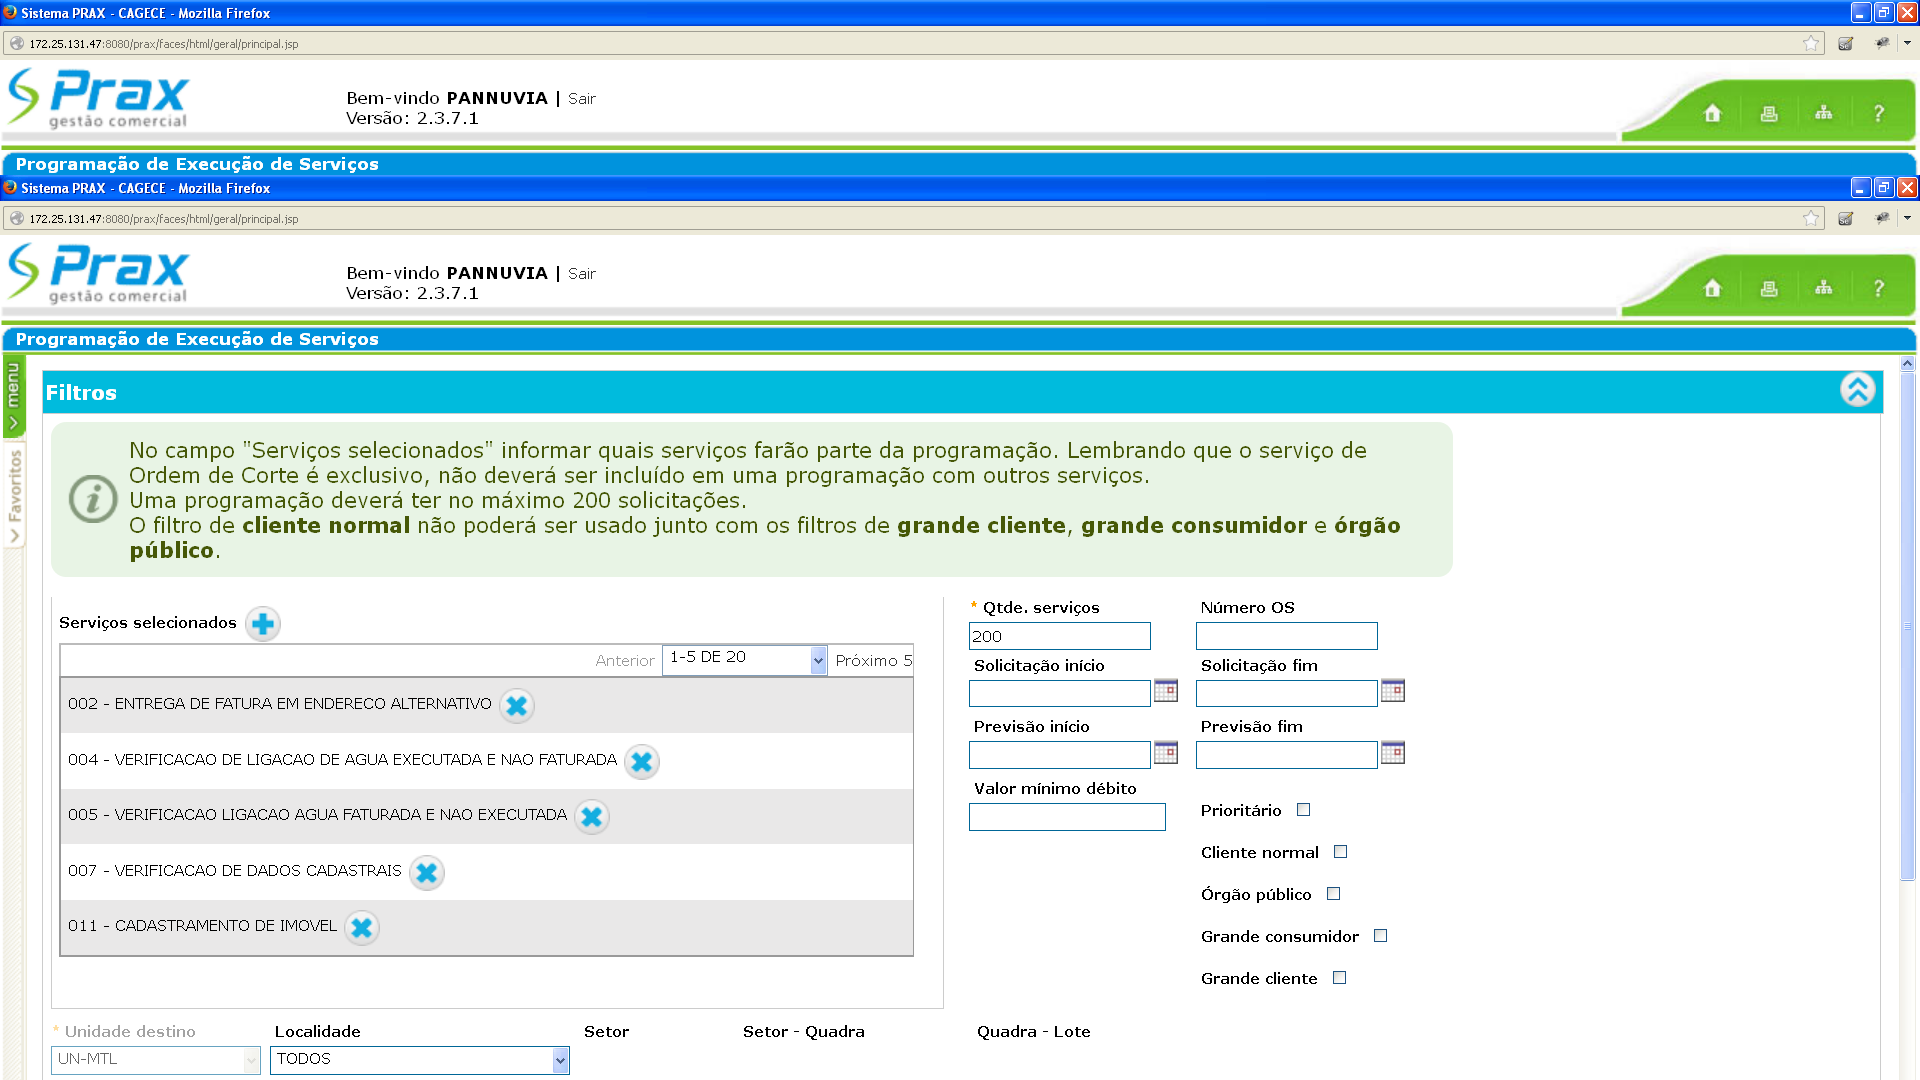 Sistema PRAX - CAGECE - Mozilla Firefox
172.25.131.47:8080/prax/faces/html/geral/principal.jsp
Prax
gestão comercial
Bem-vindo PANNUVIA | Sair
Versão: 2.3.7.1
?
Programação de Execução de Serviços
Sistema PRAX - CAGECE - Mozilla Firefox
172.25.131.47:8080/prax/faces/html/geral/principal.jsp
Prax
gestão comercial
Bem-vindo PANNUVIA | Sair
Versão: 2.3.7.1
?
Programação de Execução de Serviços
menu
Favoritos
Filtros
No campo "Serviços selecionados" informar quais serviços farão parte da programação. Lembrando que o serviço de
Ordem de Corte é exclusivo, não deverá ser incluído em uma programação com outros serviços.
Uma programação deverá ter no máximo 200 solicitações.
O filtro de cliente normal não poderá ser usado junto com os filtros de grande cliente, grande consumidor e órgão
público.
Serviços selecionados
Anterior 1-5 DE 20 Próximo 5
002 - ENTREGA DE FATURA EM ENDERECO ALTERNATIVO
004 - VERIFICACAO DE LIGACAO DE AGUA EXECUTADA E NAO FATURADA
005 - VERIFICACAO LIGACAO AGUA FATURADA E NAO EXECUTADA
007 - VERIFICACAO DE DADOS CADASTRAIS
011 - CADASTRAMENTO DE IMOVEL
* Qtde. serviços Número OS
200
Solicitação início Solicitação fim
Previsão início Previsão fim
Valor mínimo débito
Prioritário
Cliente normal
Órgão público
Grande consumidor
Grande cliente
* Unidade destino Localidade Setor Setor - Quadra Quadra - Lote
UN-MTL TODOS